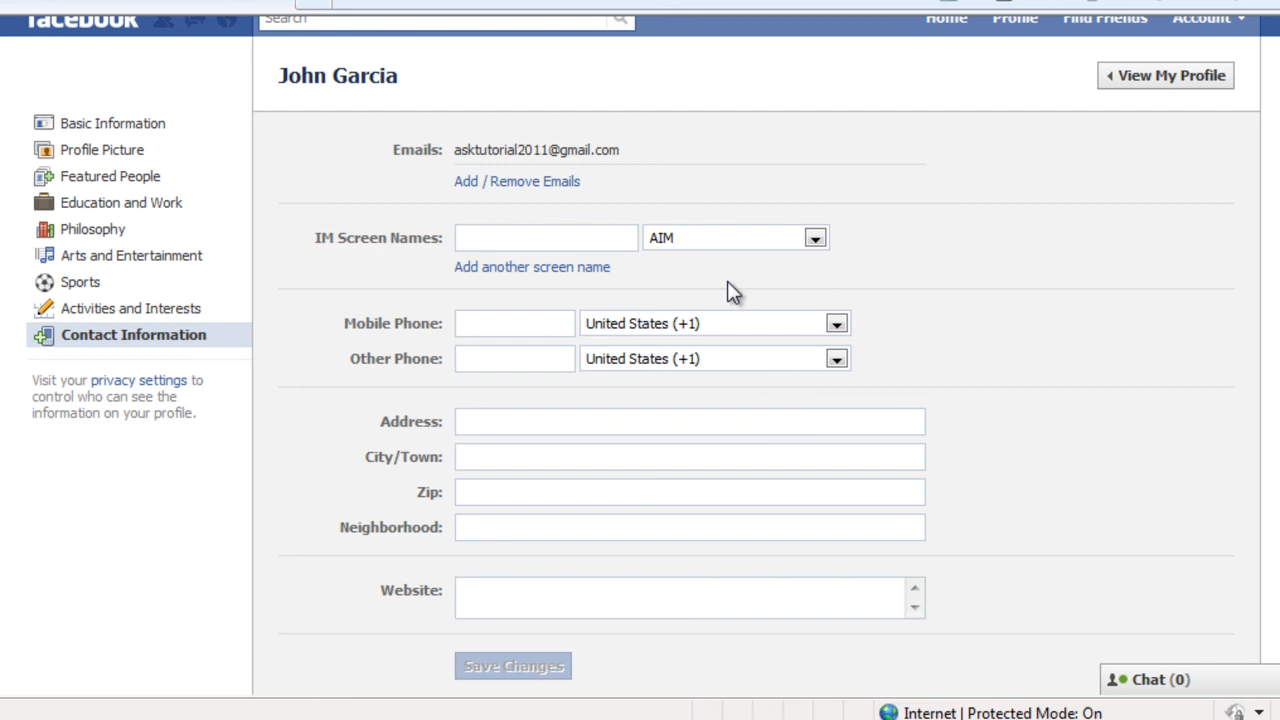 facebook
Search
Home Profile Find Friends Account
John Garcia
View My Profile
Basic Information
Profile Picture
Featured People
Education and Work
Philosophy
Arts and Entertainment
Sports
Activities and Interests
Contact Information
Visit your privacy settings to
control who can see the
information on your profile.
Emails: asktutorial2011@gmail.com
Add / Remove Emails
IM Screen Names: AIM
Add another screen name
Mobile Phone: United States (+1)
Other Phone: United States (+1)
Address:
City/Town:
Zip:
Neighborhood:
Website:
Save Changes
Chat (0)
Internet | Protected Mode: On